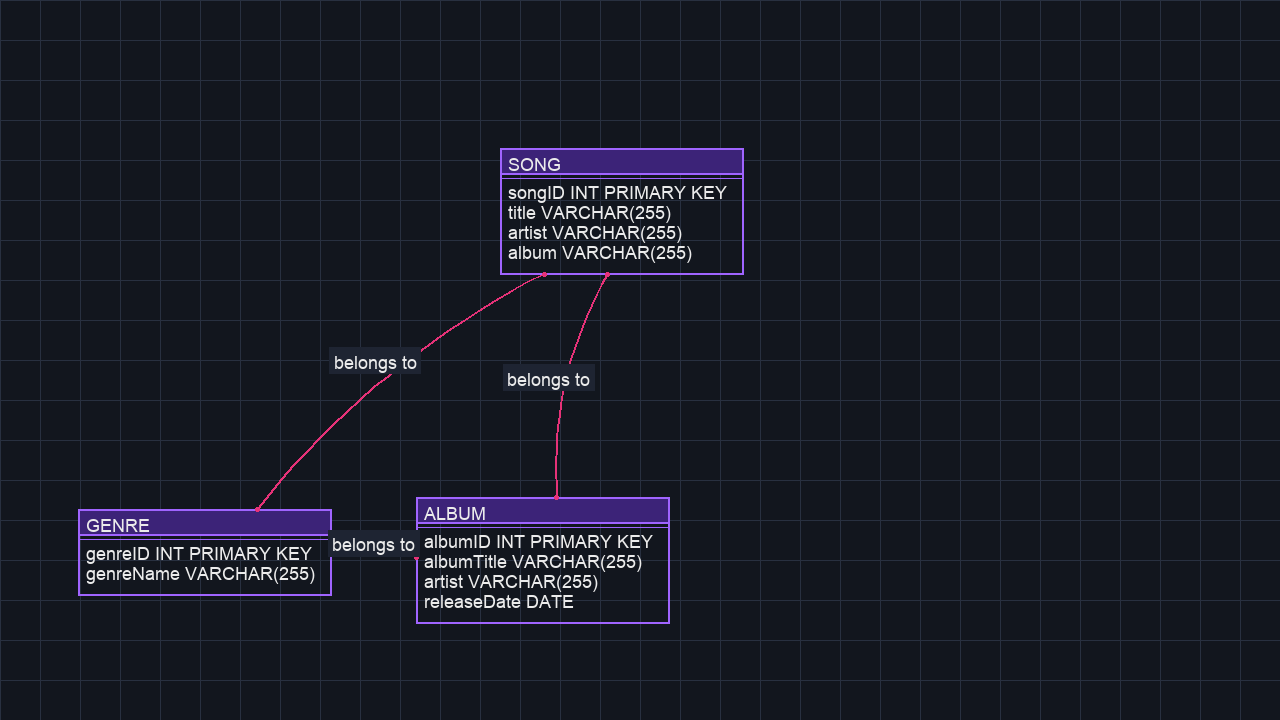 SONG
songID INT PRIMARY KEY
title VARCHAR(255)
artist VARCHAR(255)
album VARCHAR(255)
belongs to
belongs to
GENRE
genreID INT PRIMARY KEY
genreName VARCHAR(255)
belongs to
ALBUM
albumID INT PRIMARY KEY
albumTitle VARCHAR(255)
artist VARCHAR(255)
releaseDate DATE